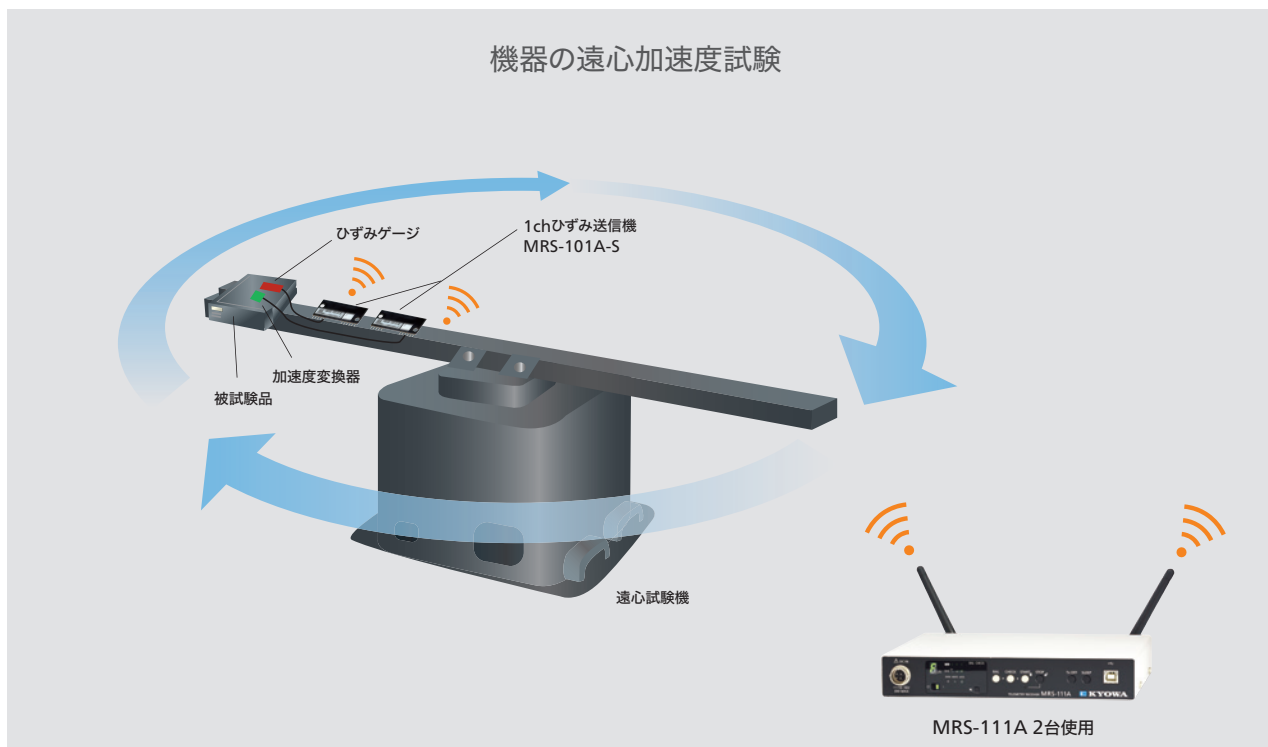 機器の遠心加速度試験
ひずみゲージ
1chひずみ送信機
MRS-101A-S
加速度変換器
被試験品
遠心試験機
MRS-111A KYOWA
MRS-111A 2台使用